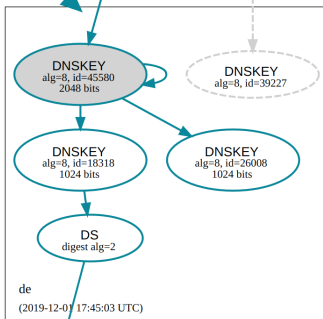 DNSKEY
alg=8, id=45580
2048 bits
DNSKEY
alg=8, id=39227
DNSKEY
alg=8, id=18318
1024 bits
DNSKEY
alg=8, id=26008
1024 bits
DS
digest alg=2
de
(2019-12-01 17:45:03 UTC)